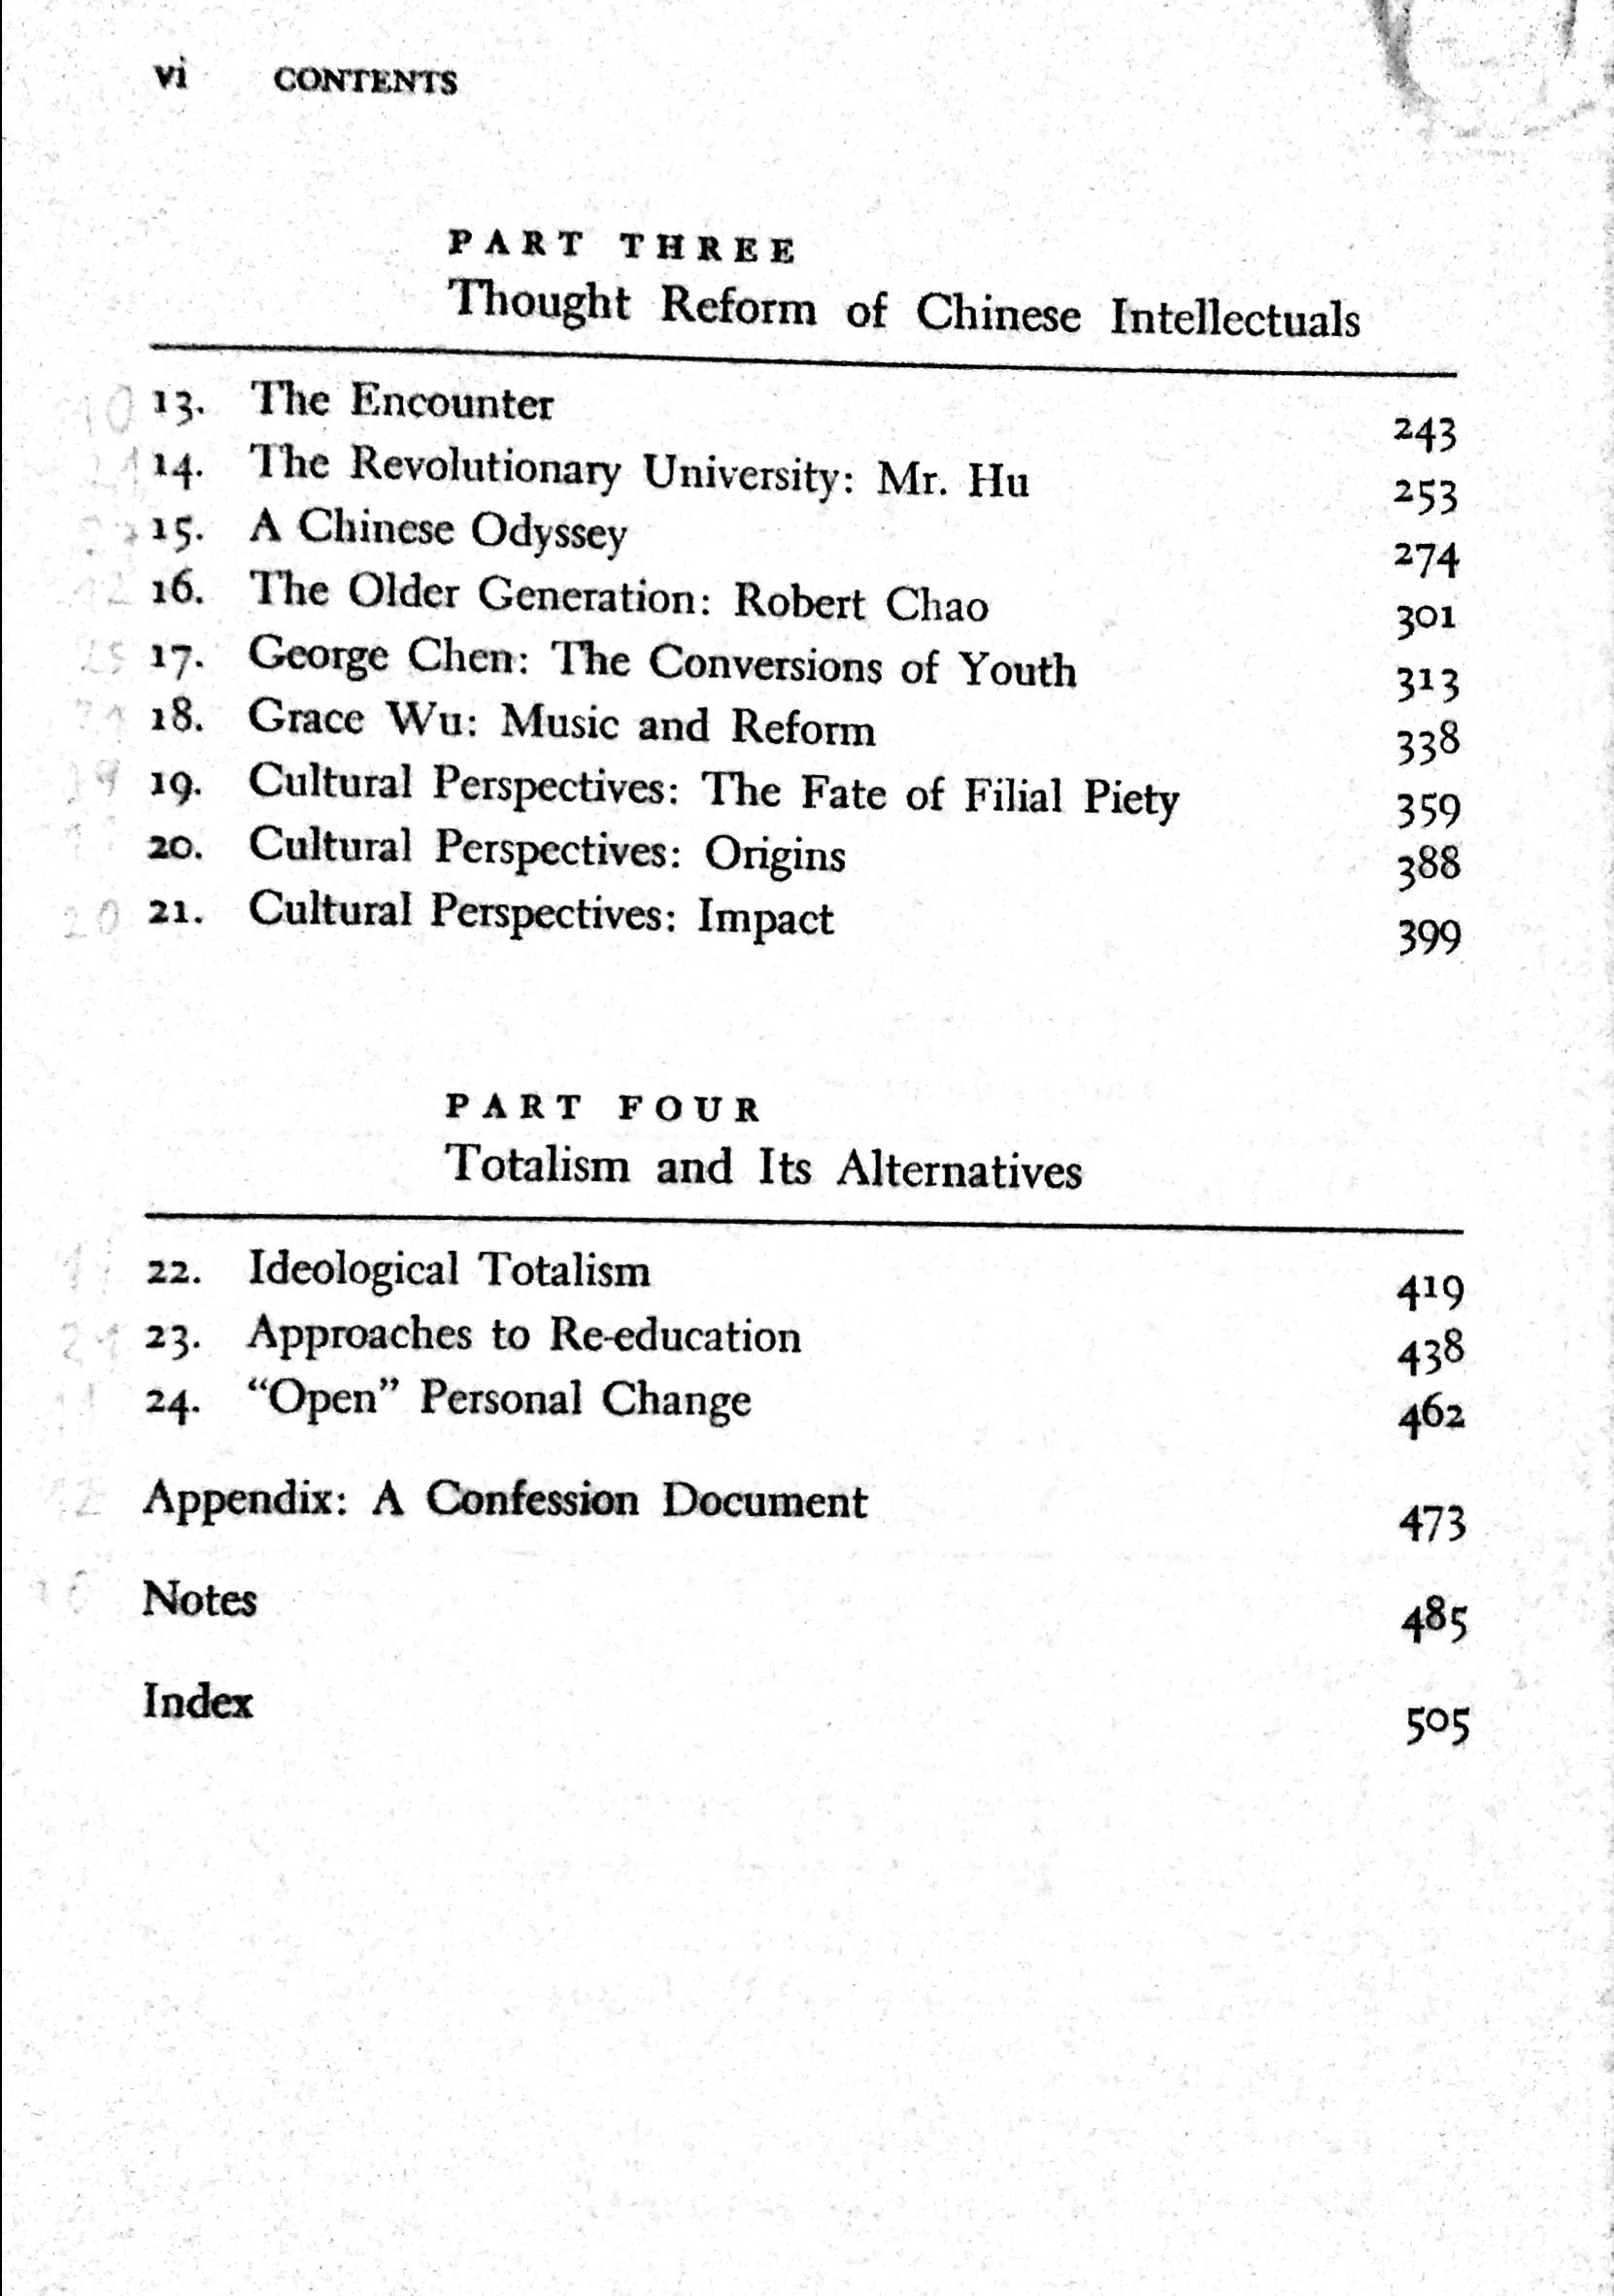 vi CONTENTS
PART THREE
Thought Reform of Chinese Intellectuals
13. The Encounter 243
14. The Revolutionary University: Mr. Hu 253
15. A Chinese Odyssey 274
16. The Older Generation: Robert Chao 301
17. George Chen: The Conversions of Youth 313
18. Grace Wu: Music and Reform 338
19. Cultural Perspectives: The Fate of Filial Piety 359
20. Cultural Perspectives: Origins 388
21. Cultural Perspectives: Impact 399
PART FOUR
Totalism and Its Alternatives
22. Ideological Totalism 419
23. Approaches to Re-education 438
24. “Open” Personal Change 462
Appendix: A Confession Document 473
Notes 485
Index 505